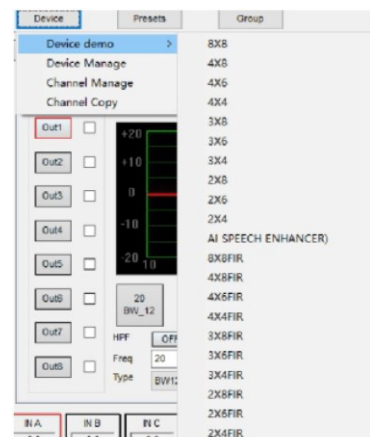 Device Presets Group
Device demo >
Device Manage
Channel Manage
Channel Copy
8X8
4X8
4X6
4X4
3X8
3X6
3X4
2X8
2X6
2X4
AI SPEECH ENHANCER)
8X8FIR
4X8FIR
4X6FIR
4X4FIR
3X8FIR
3X6FIR
3X4FIR
2X8FIR
2X6FIR
2X4FIR
Out1
Out2
Out3
Out4
Out5
Out6
Out7
Out8
+20
+10
0
-10
-20
10
20
BW_12
HPF OFF
Freq 20
Type BW12
IN A IN B IN C